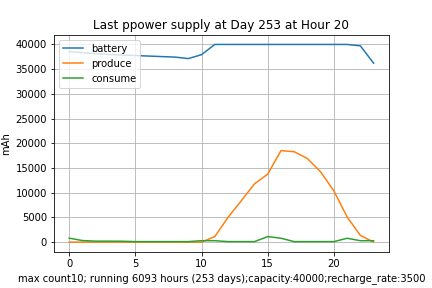 Last ppower supply at Day 253 at Hour 20
40000
35000
30000
25000
20000
15000
10000
5000
0
mAh
battery
produce
consume
0 5 10 15 20
max count10; running 6093 hours (253 days);capacity:40000;recharge_rate:3500